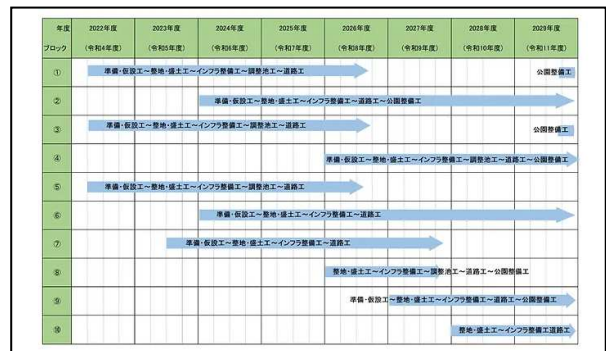 年度 2022年度 2023年度 2024年度 2025年度 2026年度 2027年度 2028年度 2029年度
ブロック (令和4年度) (令和5年度) (令和6年度) (令和7年度) (令和8年度) (令和9年度) (令和10年度) (令和11年度)
① 準備・仮設工～整地・盛土工～インフラ整備工～調整池工～道路工 公園整備工
② 準備・仮設工～整地・盛土工～インフラ整備工～道路工～公園整備工
③ 準備・仮設工～整地・盛土工～インフラ整備工～調整池工～道路工 公園整備工
④ 準備・仮設工～整地・盛土工～インフラ整備工～調整池工～道路工～公園整備工
⑤ 準備・仮設工～整地・盛土工～インフラ整備工～調整池工～道路工
⑥ 準備・仮設工～整地・盛土工～インフラ整備工～道路工
⑦ 準備・仮設工～整地・盛土工～インフラ整備工～道路工
⑧ 整地・盛土工～インフラ整備工～調整池工～道路工～公園整備工
⑨ 準備・仮設工～整地・盛土工～インフラ整備工～道路工～公園整備工
⑩ 整地・盛土工～インフラ整備工道路工